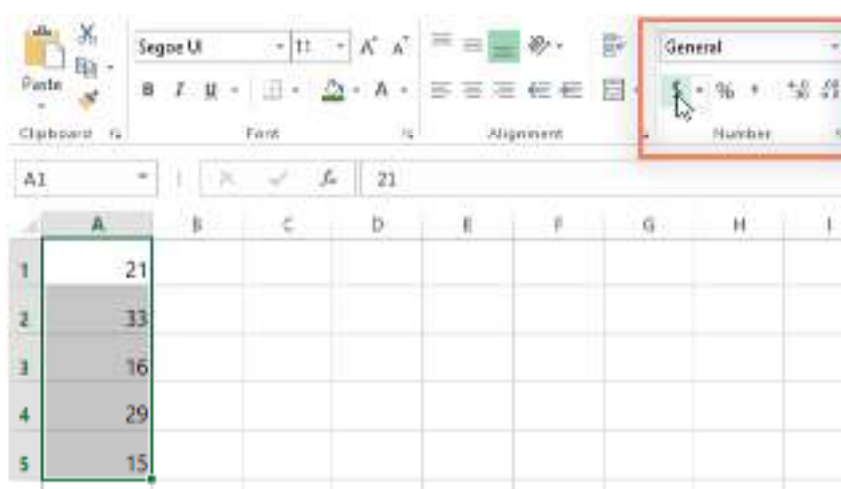 Segoe UI 11 A A General
Paste B I U A $ %
Clipboard Font Alignment Number
A1 fx 21
A B C D E F G H I
1 21
2 33
3 16
4 29
5 15